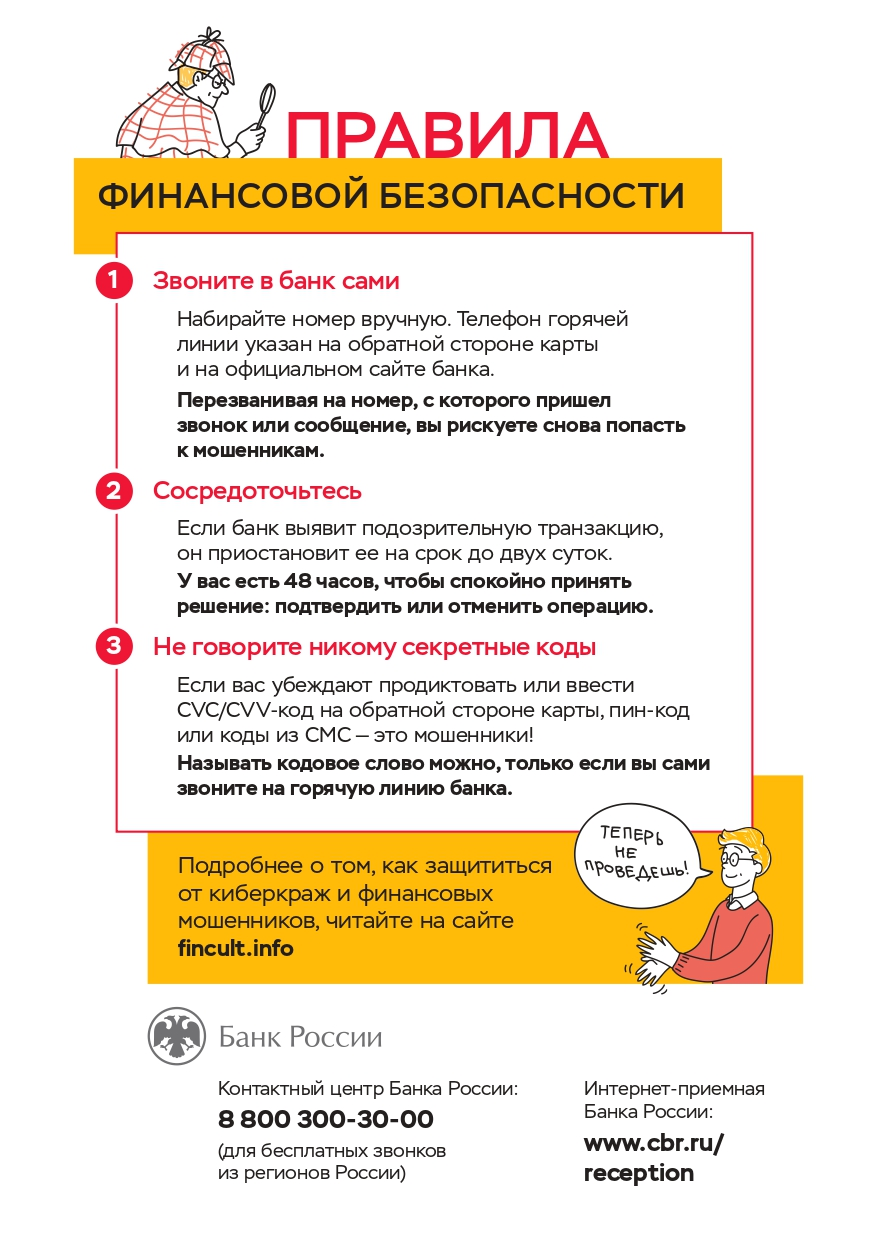 ПРАВИЛА
ФИНАНСОВОЙ БЕЗОПАСНОСТИ
1 Звоните в банк сами
Набирайте номер вручную. Телефон горячей
линии указан на обратной стороне карты
и на официальном сайте банка.
Перезванивая на номер, с которого пришел
звонок или сообщение, вы рискуете снова попасть
к мошенникам.
2 Сосредоточьтесь
Если банк выявит подозрительную транзакцию,
он приостановит ее на срок до двух суток.
У вас есть 48 часов, чтобы спокойно принять
решение: подтвердить или отменить операцию.
3 Не говорите никому секретные коды
Если вас убеждают продиктовать или ввести
CVC/CVV-код на обратной стороне карты, пин-код
или коды из СМС — это мошенники!
Называть кодовое слово можно, только если вы сами
звоните на горячую линию банка.
ТЕПЕРЬ
НЕ
ПРОВЕДЕШЬ!
Подробнее о том, как защититься
от киберкраж и финансовых
мошенников, читайте на сайте
fincult.info
Банк России
Контактный центр Банка России:
8 800 300-30-00
(для бесплатных звонков
из регионов России)
Интернет-приемная
Банка России:
www.cbr.ru/
reception